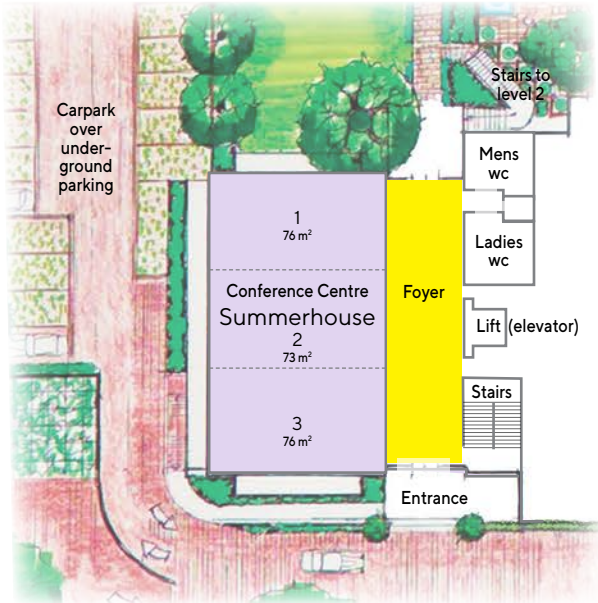 Stairs to
level 2
Carpark
over
under-
ground
parking
Mens
wc
1
76 m²
Ladies
wc
Conference Centre
Summerhouse
Foyer
2
73 m²
Lift (elevator)
Stairs
3
76 m²
Entrance